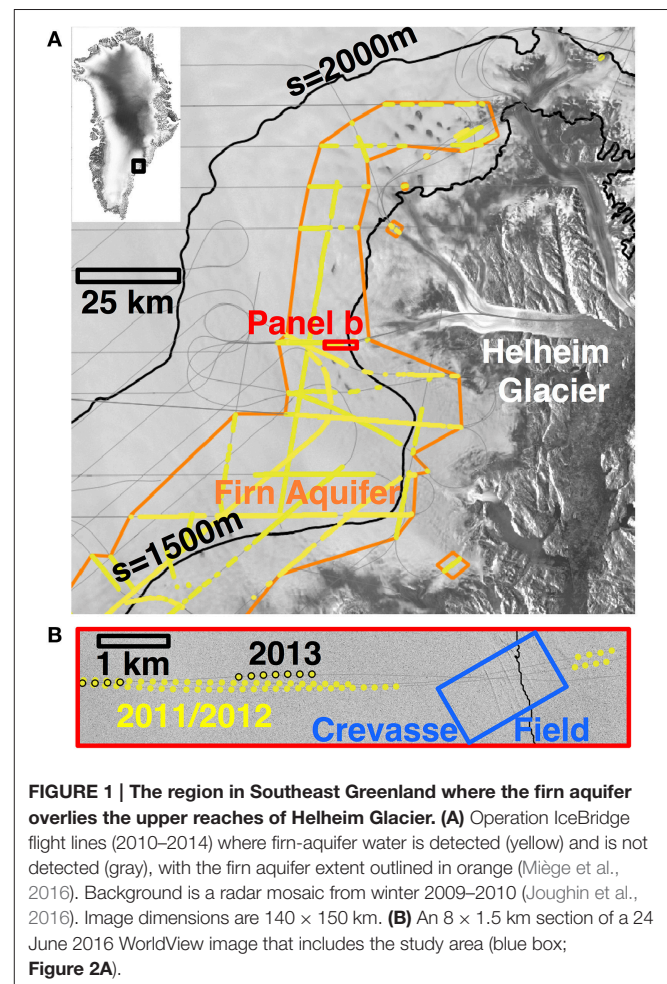 A
s=2000m
25 km
Panel b
Helheim
Glacier
Firn Aquifer
s=1500m
B
1 km
2013
2011/2012
Crevasse Field
FIGURE 1 | The region in Southeast Greenland where the firn aquifer
overlies the upper reaches of Helheim Glacier. (A) Operation IceBridge
flight lines (2010–2014) where firn-aquifer water is detected (yellow) and is not
detected (gray), with the firn aquifer extent outlined in orange (Miège et al.,
2016). Background is a radar mosaic from winter 2009–2010 (Joughin et al.,
2016). Image dimensions are 140 × 150 km. (B) An 8 × 1.5 km section of a 24
June 2016 WorldView image that includes the study area (blue box;
Figure 2A).